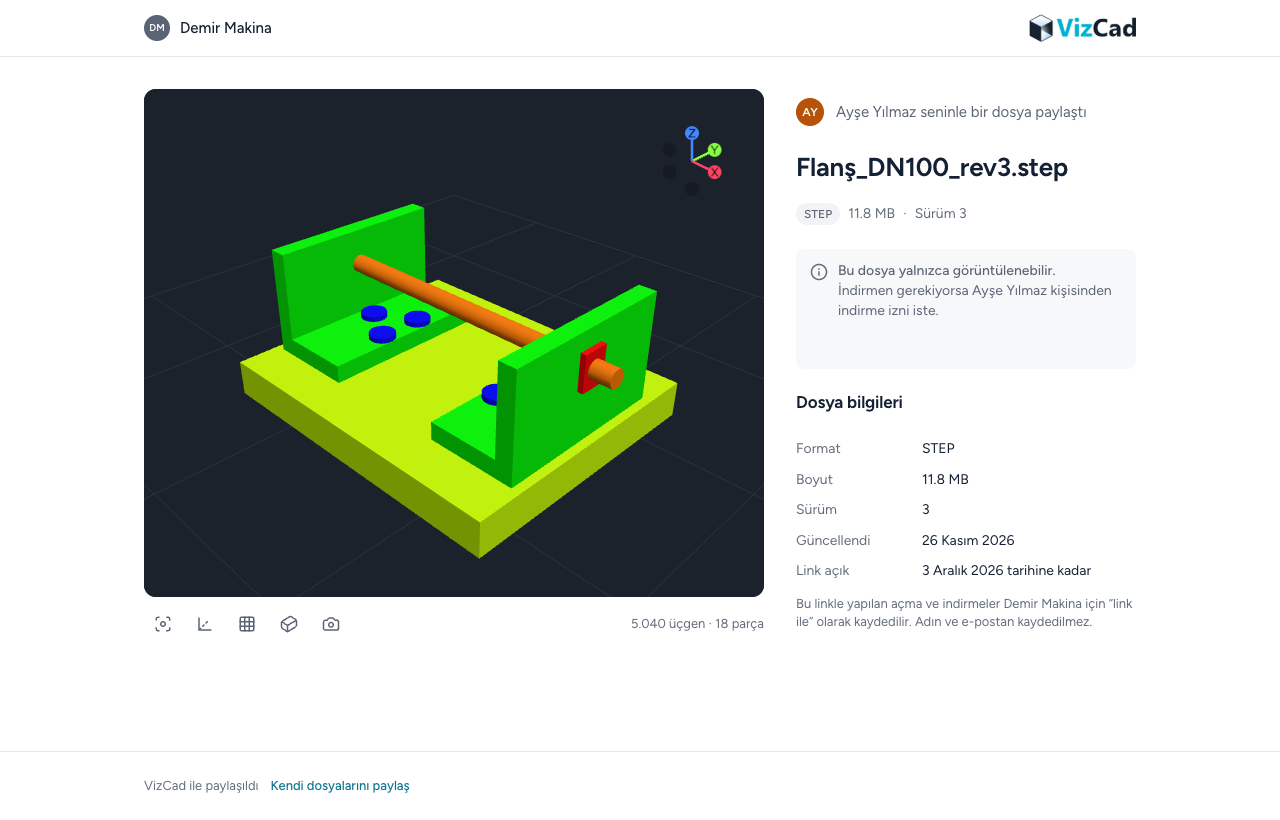 DM Demir Makina
VizCad
Z
Y
X
AY Ayşe Yılmaz seninle bir dosya paylaştı
Flanş_DN100_rev3.step
STEP 11.8 MB · Sürüm 3
Bu dosya yalnızca görüntülenebilir.
İndirmen gerekiyorsa Ayşe Yılmaz kişisinden
indirme izni iste.
Dosya bilgileri
Format STEP
Boyut 11.8 MB
Sürüm 3
Güncellendi 26 Kasım 2026
Link açık 3 Aralık 2026 tarihine kadar
Bu linkle yapılan açma ve indirmeler Demir Makina için “link
ile” olarak kaydedilir. Adın ve e-postan kaydedilmez.
5.040 üçgen · 18 parça
VizCad ile paylaşıldı Kendi dosyalarını paylaş